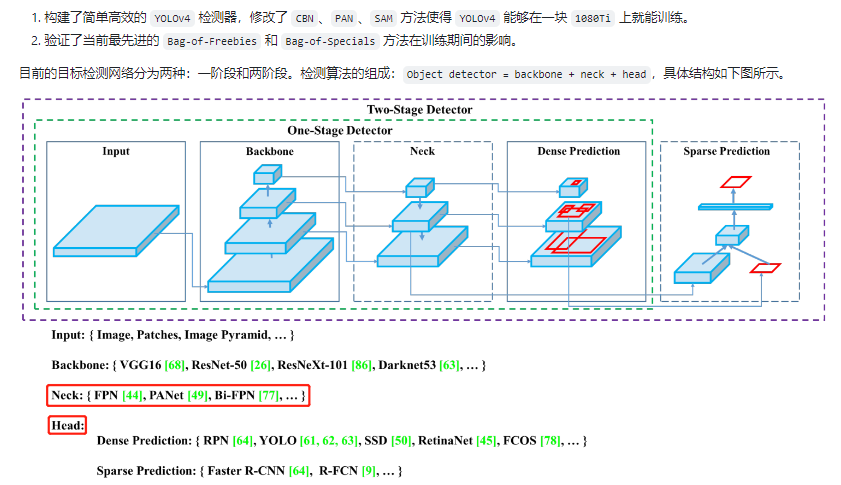 1. 构建了简单高效的 YOLOv4 检测器，修改了 CBN 、 PAN 、 SAM 方法使得 YOLOv4 能够在一块 1080Ti 上就能训练。
2. 验证了当前最先进的 Bag-of-Freebies 和 Bag-of-Specials 方法在训练期间的影响。
目前的目标检测网络分为两种：一阶段和两阶段。检测算法的组成： Object detector = backbone + neck + head ，具体结构如下图所示。
Two-Stage Detector
One-Stage Detector
Input
Backbone
Neck
Dense Prediction
Sparse Prediction
Input: { Image, Patches, Image Pyramid, … }
Backbone: { VGG16 [68], ResNet-50 [26], ResNeXt-101 [86], Darknet53 [63], … }
Neck: { FPN [44], PANet [49], Bi-FPN [77], … }
Head:
Dense Prediction: { RPN [64], YOLO [61, 62, 63], SSD [50], RetinaNet [45], FCOS [78], … }
Sparse Prediction: { Faster R-CNN [64], R-FCN [9], … }